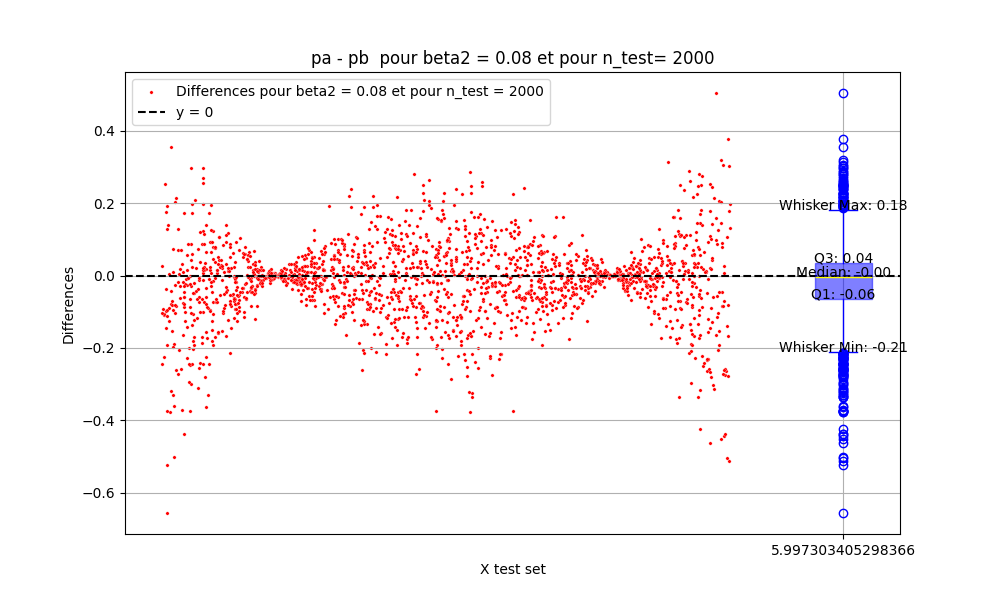 pa - pb  pour beta2 = 0.08 et pour n_test= 2000
Differences pour beta2 = 0.08 et pour n_test = 2000
y = 0
0.4
0.2
0.0
−0.2
−0.4
−0.6
Differences
Whisker Max: 0.18
Q3: 0.04
Median: -0.00
Q1: -0.06
Whisker Min: -0.21
5.997303405298366
X test set